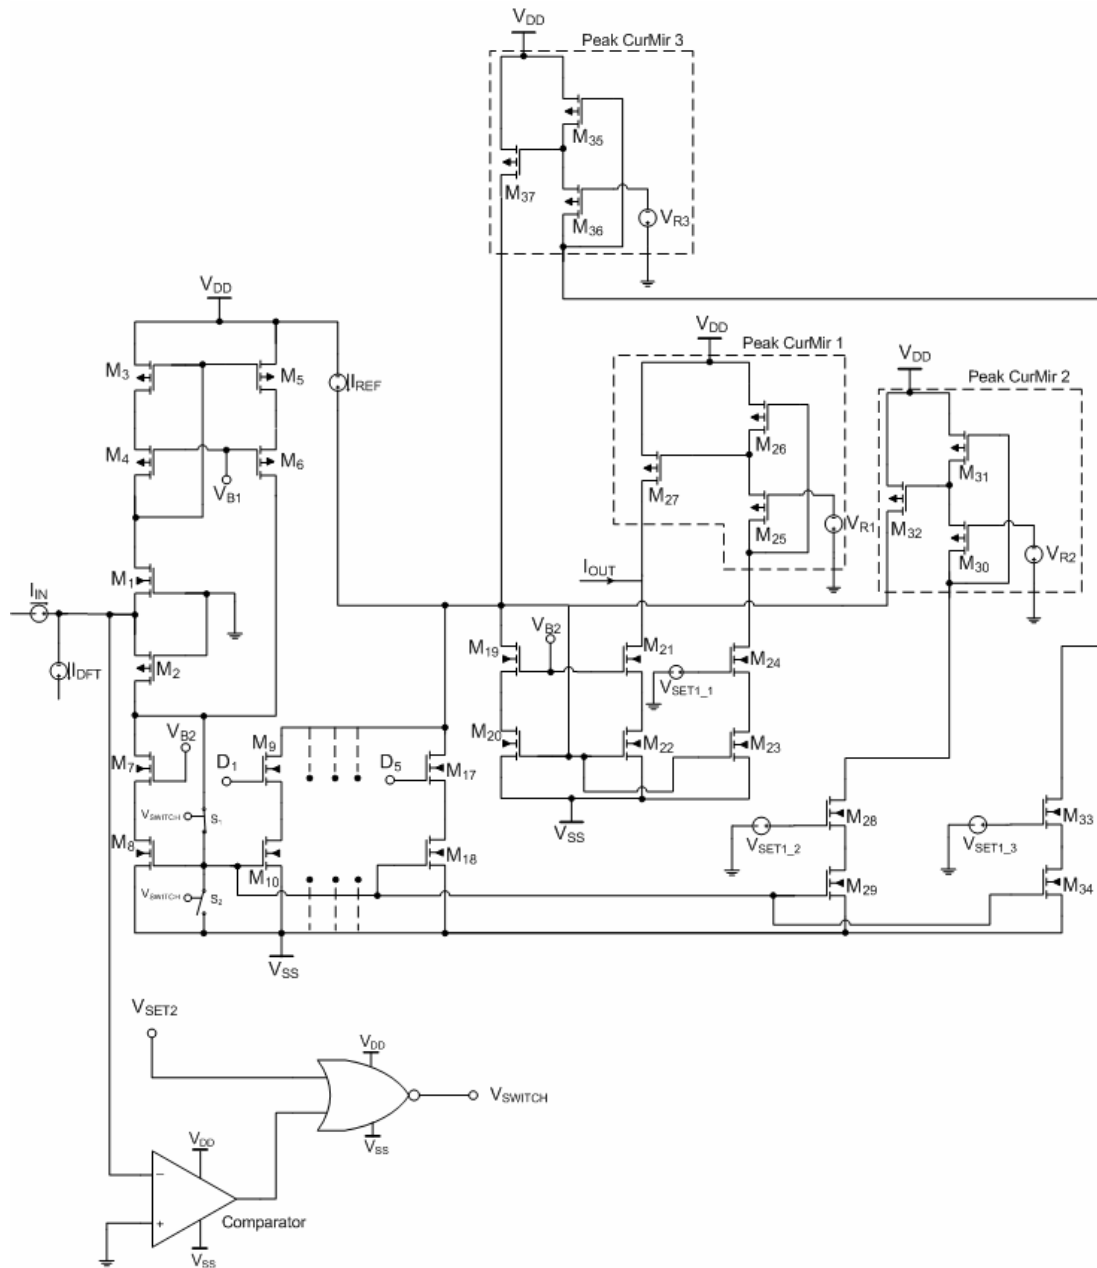 VDD
Peak CurMir 3
M35
M37
M36
VR3
VDD
VDD
Peak CurMir 1
VDD
Peak CurMir 2
M3
M5
IREF
M4
M6
VB1
M26
M27
M25
VR1
M31
M32
M30
VR2
M1
IIN
IOUT
IDFT
M2
VB2
M19
M21
M24
VSET1_1
VB2
M7
M9
D1
D5
M17
M20
M22
M23
VSS
VSWITCH
S1
M8
M10
M18
VSWITCH
S2
M28
VSET1_2
M29
M33
VSET1_3
M34
VSS
VSET2
VDD
VSWITCH
VSS
VDD
−
+
Comparator
VSS